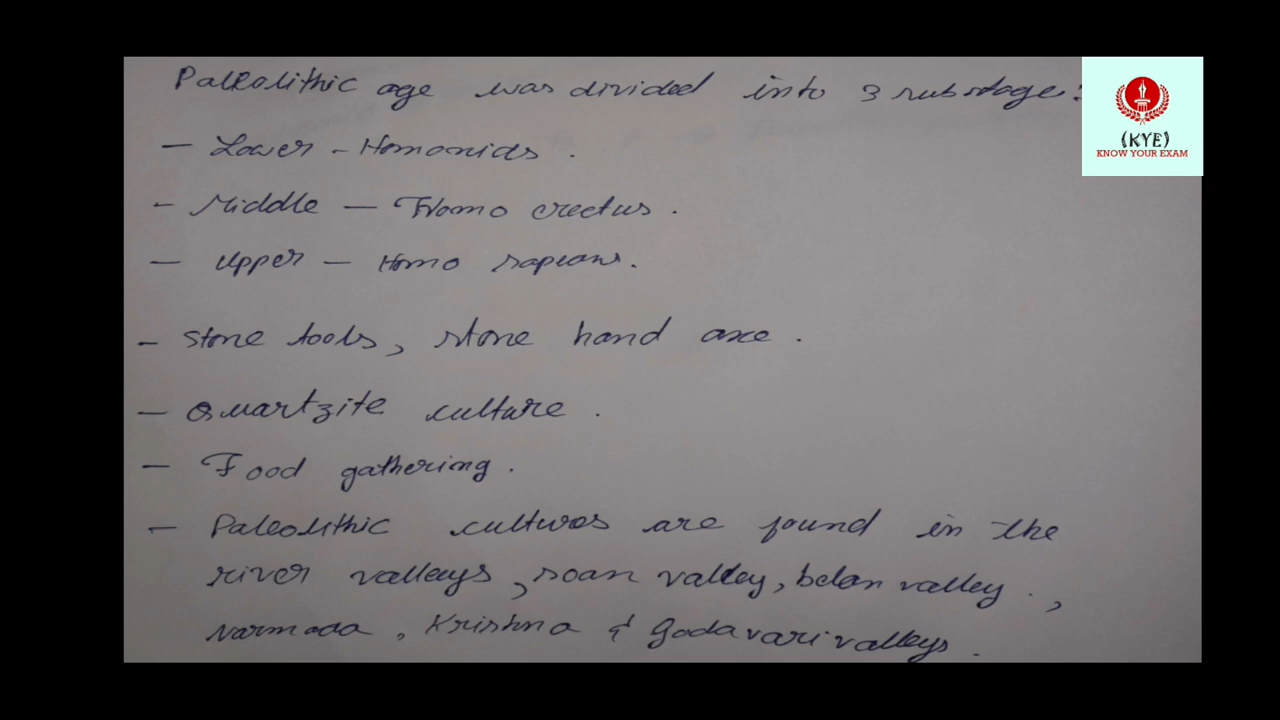 Paleolithic age was divided into 3 substage:
- Lower - Homonids.
- Middle - Homo erectus.
- Upper - Homo sapeans.
- Stone tools, stone hand axe.
- Quartzite culture.
- Food gathering.
- Paleolithic cultures are found in the
river valleys, soan valley, belan valley.,
Narmada, Krishna & Godavari valleys.
(KYE)
KNOW YOUR EXAM